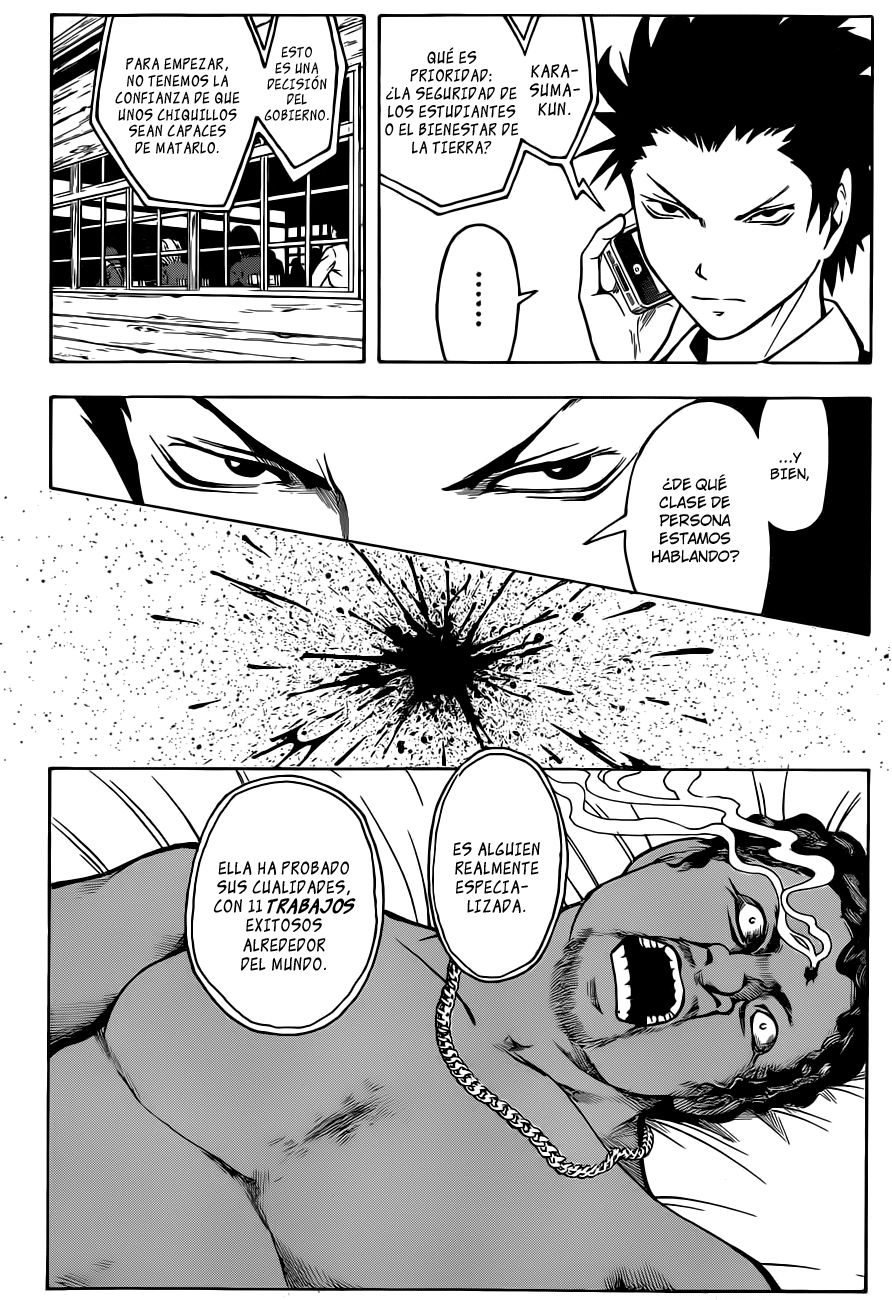 KARA-
SUMA-
KUN.
QUÉ ES
PRIORIDAD:
¿LA SEGURIDAD DE
LOS ESTUDIANTES
O EL BIENESTAR DE
LA TIERRA?
......
ESTO
ES UNA
DECISIÓN
DEL
GOBIERNO.
PARA EMPEZAR,
NO TENEMOS LA
CONFIANZA DE QUE
UNOS CHIQUILLOS
SEAN CAPACES
DE MATARLO.
...Y
BIEN,
¿DE QUÉ
CLASE DE
PERSONA
ESTAMOS
HABLANDO?
ES ALGUIEN
REALMENTE
ESPECIA-
LIZADA.
ELLA HA PROBADO
SUS CUALIDADES,
CON 11 TRABAJOS
EXITOSOS
ALREDEDOR
DEL MUNDO.